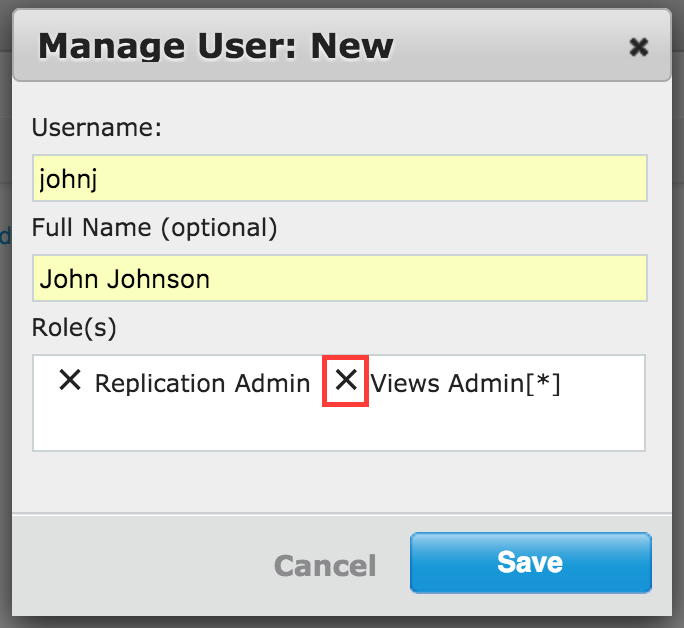 Manage User: New ✖
Username:
johnj
Full Name (optional)
John Johnson
Role(s)
✕ Replication Admin ✕ Views Admin[*]
Cancel Save